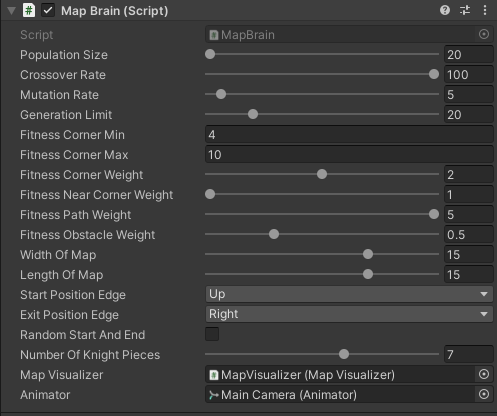 Map Brain (Script)
Script MapBrain
Population Size 20
Crossover Rate 100
Mutation Rate 5
Generation Limit 20
Fitness Corner Min 4
Fitness Corner Max 10
Fitness Corner Weight 2
Fitness Near Corner Weight 1
Fitness Path Weight 5
Fitness Obstacle Weight 0.5
Width Of Map 15
Length Of Map 15
Start Position Edge Up
Exit Position Edge Right
Random Start And End
Number Of Knight Pieces 7
Map Visualizer MapVisualizer (Map Visualizer)
Animator Main Camera (Animator)